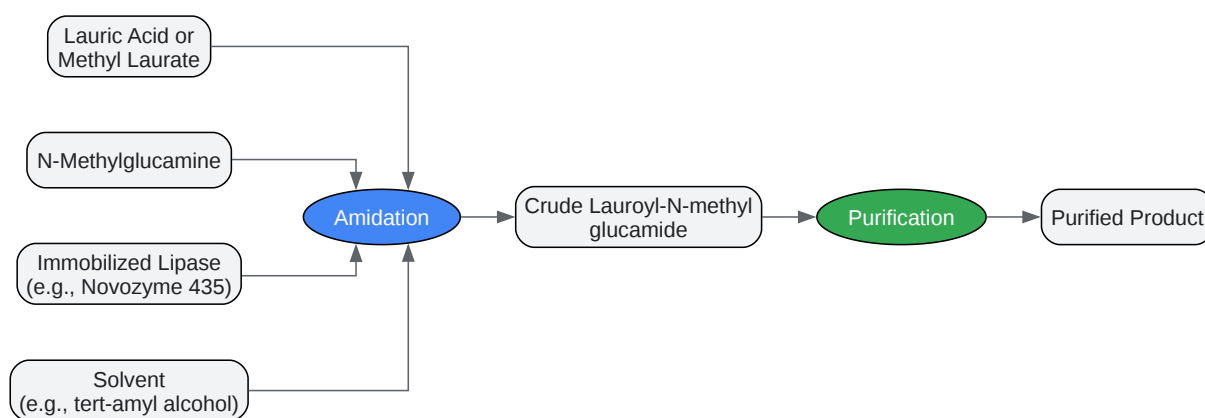 Lauric Acid or
Methyl Laurate
N-Methylglucamine
Immobilized Lipase
(e.g., Novozyme 435)
Solvent
(e.g., tert-amyl alcohol)
Amidation
Crude Lauroyl-N-methyl
glucamide
Purification
Purified Product